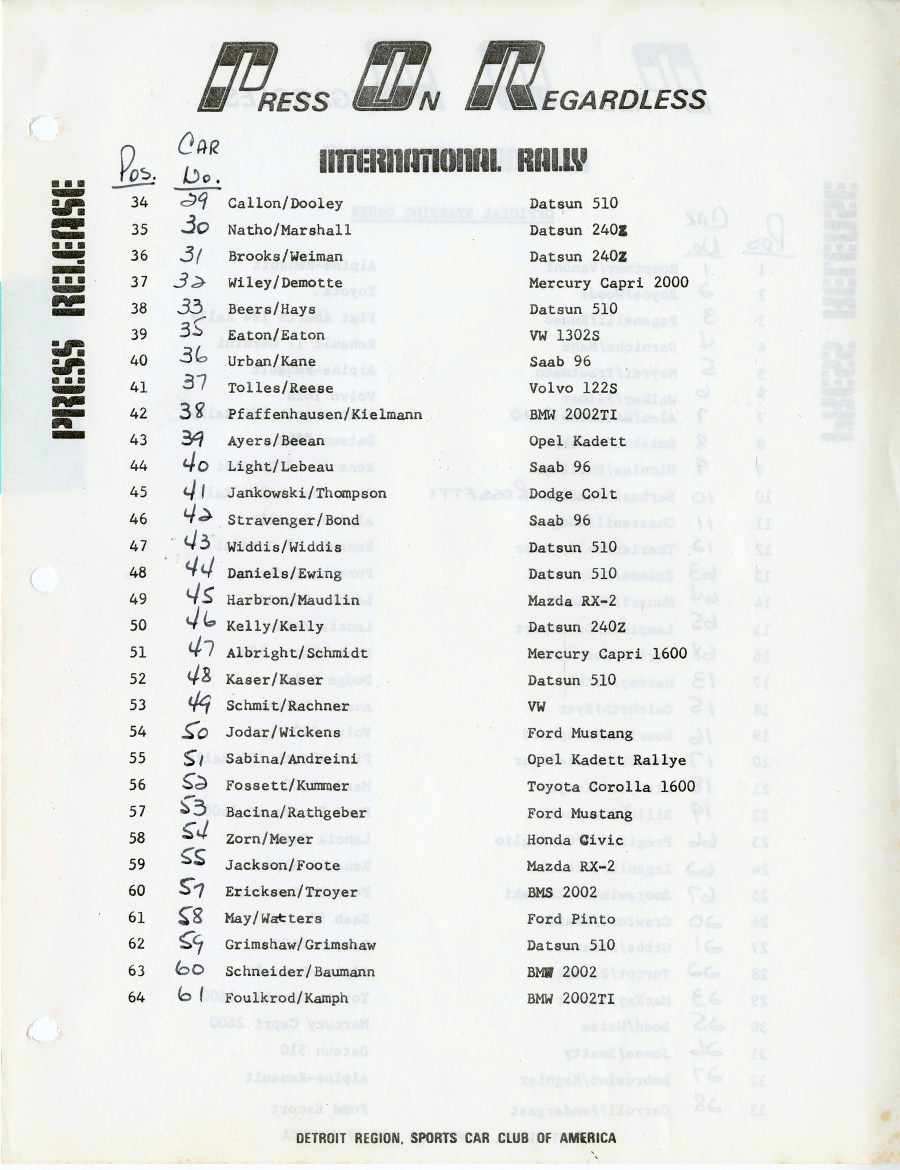 PRESS ON REGARDLESS
INTERNATIONAL RALLY
PRESS RELEASE
Pos. CAR No.
34 29 Callon/Dooley Datsun 510
35 30 Natho/Marshall Datsun 240Z
36 31 Brooks/Weiman Datsun 240Z
37 32 Wiley/Demotte Mercury Capri 2000
38 33 Beers/Hays Datsun 510
39 35 Eaton/Eaton VW 1302S
40 36 Urban/Kane Saab 96
41 37 Tolles/Reese Volvo 122S
42 38 Pfaffenhausen/Kielmann BMW 2002TI
43 39 Ayers/Beean Opel Kadett
44 40 Light/Lebeau Saab 96
45 41 Jankowski/Thompson Dodge Colt
46 42 Stravenger/Bond Saab 96
47 43 Widdis/Widdis Datsun 510
48 44 Daniels/Ewing Datsun 510
49 45 Harbron/Maudlin Mazda RX-2
50 46 Kelly/Kelly Datsun 240Z
51 47 Albright/Schmidt Mercury Capri 1600
52 48 Kaser/Kaser Datsun 510
53 49 Schmit/Rachner VW
54 50 Jodar/Wickens Ford Mustang
55 51 Sabina/Andreini Opel Kadett Rallye
56 52 Fossett/Kummer Toyota Corolla 1600
57 53 Bacina/Rathgeber Ford Mustang
58 54 Zorn/Meyer Honda Civic
59 55 Jackson/Foote Mazda RX-2
60 57 Ericksen/Troyer BMS 2002
61 58 May/Watters Ford Pinto
62 59 Grimshaw/Grimshaw Datsun 510
63 60 Schneider/Baumann BMW 2002
64 61 Foulkrod/Kamph BMW 2002TI
DETROIT REGION, SPORTS CAR CLUB OF AMERICA